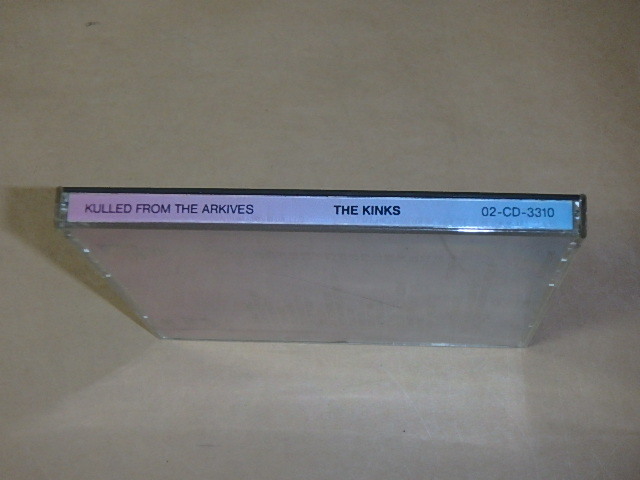 KULLED FROM THE ARKIVES THE KINKS 02-CD-3310